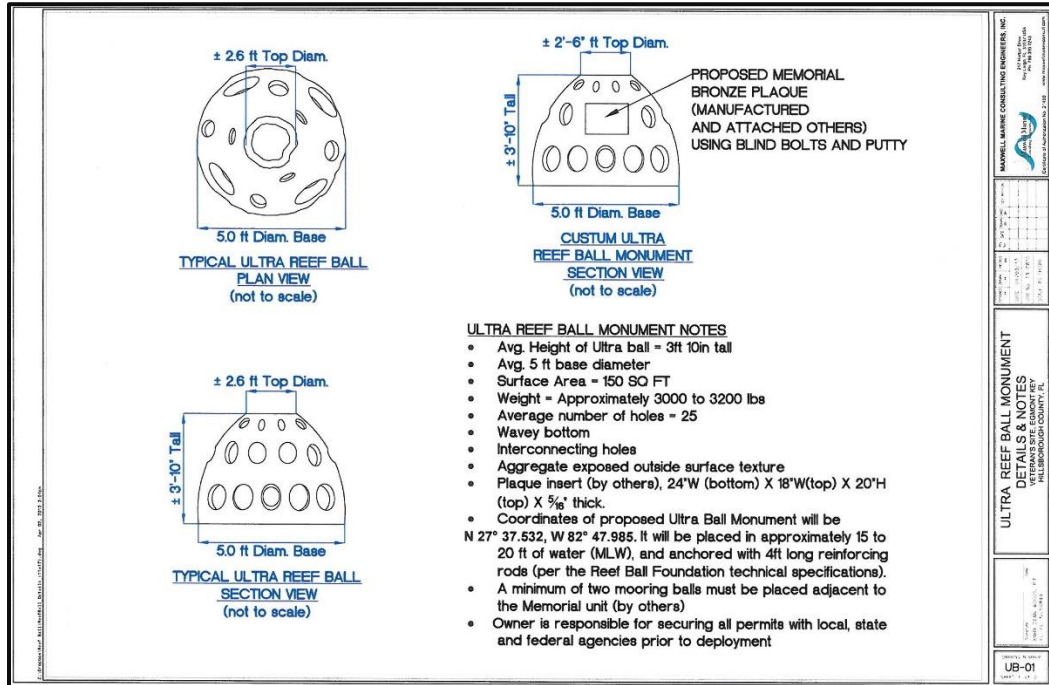 ± 2.6 ft Top Diam.
5.0 ft Diam. Base
TYPICAL ULTRA REEF BALL
PLAN VIEW
(not to scale)
± 2'-6" ft Top Diam.
± 3'-10" Tall
PROPOSED MEMORIAL
BRONZE PLAQUE
(MANUFACTURED
AND ATTACHED OTHERS)
USING BLIND BOLTS AND PUTTY
5.0 ft Diam. Base
CUSTUM ULTRA
REEF BALL MONUMENT
SECTION VIEW
(not to scale)
± 2.6 ft Top Diam.
± 3'-10" Tall
5.0 ft Diam. Base
TYPICAL ULTRA REEF BALL
SECTION VIEW
(not to scale)
ULTRA REEF BALL MONUMENT NOTES
• Avg. Height of Ultra ball = 3ft 10in tall
• Avg. 5 ft base diameter
• Surface Area = 150 SQ FT
• Weight = Approximately 3000 to 3200 lbs
• Average number of holes = 25
• Wavey bottom
• Interconnecting holes
• Aggregate exposed outside surface texture
• Plaque insert (by others), 24"W (bottom) X 18"W(top) X 20"H
(top) X 5/16" thick.
• Coordinates of proposed Ultra Ball Monument will be
N 27° 37.532, W 82° 47.985. It will be placed in approximately 15 to
20 ft of water (MLW), and anchored with 4ft long reinforcing
rods (per the Reef Ball Foundation technical specifications).
• A minimum of two mooring balls must be placed adjacent to
the Memorial unit (by others)
• Owner is responsible for securing all permits with local, state
and federal agencies prior to deployment
MAXWELL MARINE CONSULTING ENGINEERS, INC.
ULTRA REEF BALL MONUMENT
DETAILS & NOTES
VETERAN'S SITE, EGMONT KEY
HILLSBOROUGH COUNTY, FL
UB-01